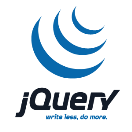 jQuery
write less, do more.